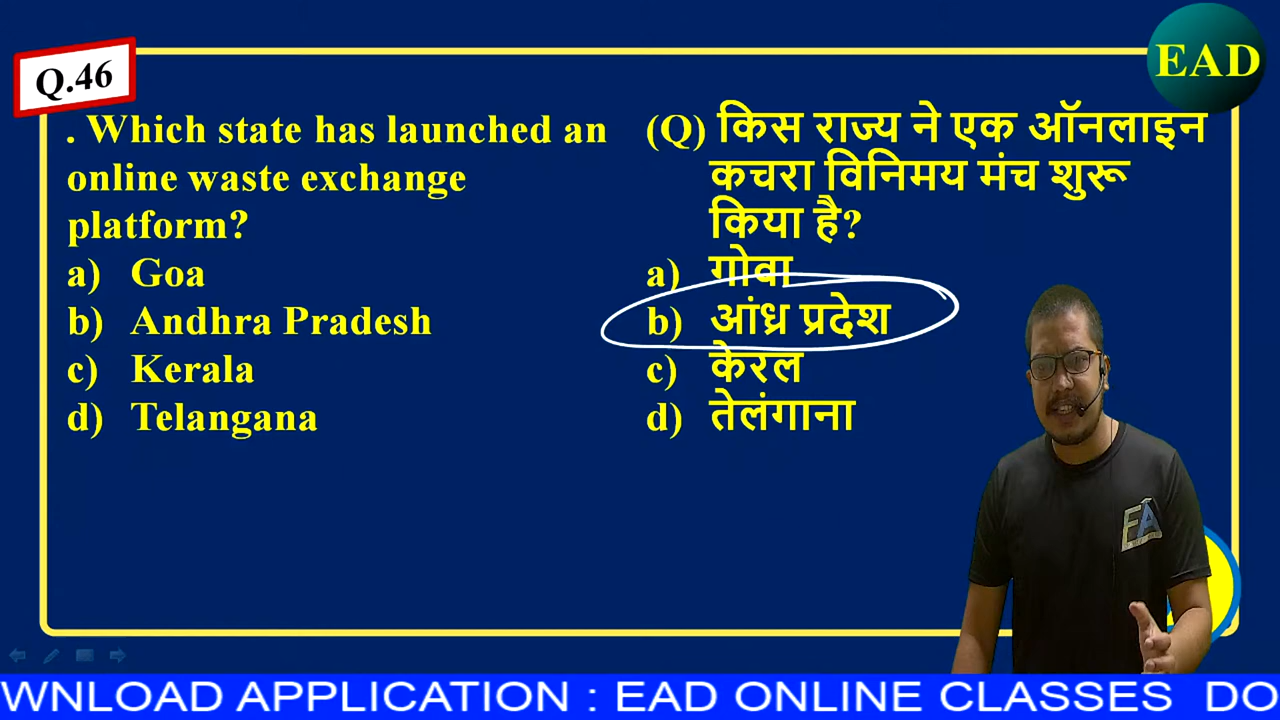 Q.46
EAD
. Which state has launched an
online waste exchange
platform?
a) Goa
b) Andhra Pradesh
c) Kerala
d) Telangana
(Q) किस राज्य ने एक ऑनलाइन
कचरा विनिमय मंच शुरू
किया है?
a) गोवा
b) आंध्र प्रदेश
c) केरल
d) तेलंगाना
EA
WNLOAD APPLICATION : EAD ONLINE CLASSES DO